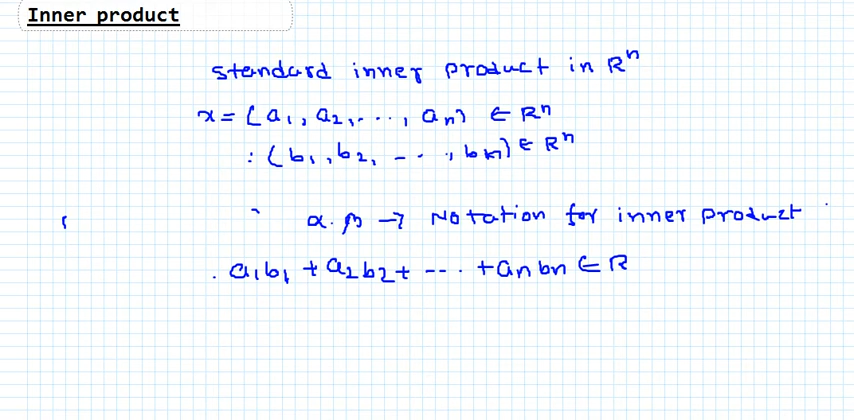 Inner product
standard inner product in Rⁿ
x = (a₁, a₂, ..., aₙ) ∈ Rⁿ
: (b₁, b₂, ..., bₙ) ∈ Rⁿ
α.β → Notation for inner product
. a₁b₁ + a₂b₂ + ---. + aₙbₙ ∈ R